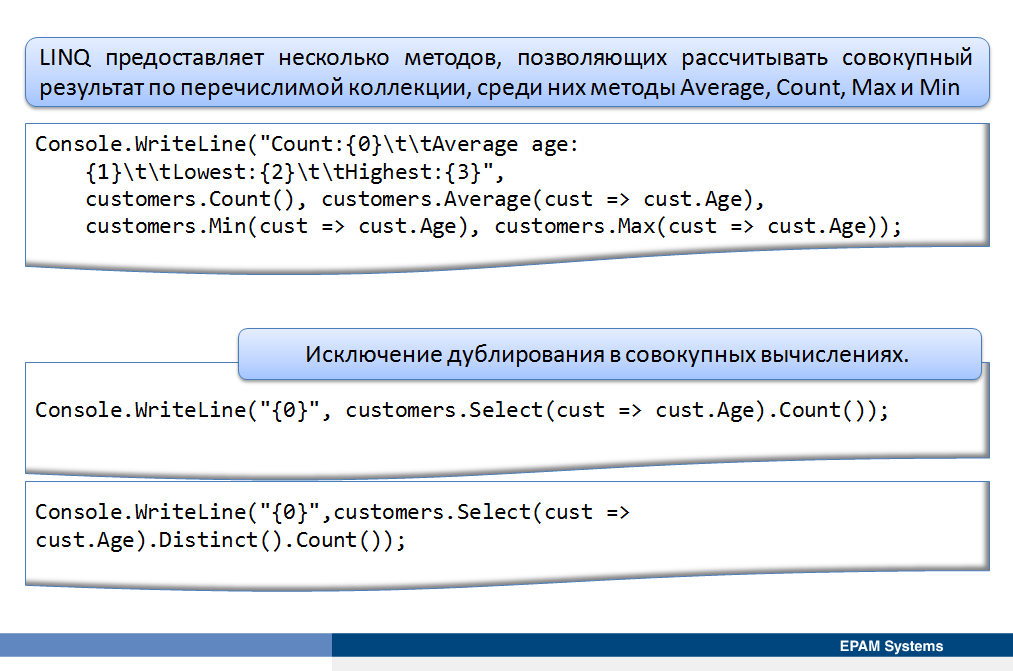 LINQ предоставляет несколько методов, позволяющих рассчитывать совокупный
результат по перечислимой коллекции, среди них методы Average, Count, Max и Min
Console.WriteLine("Count:{0}\t\tAverage age:
{1}\t\tLowest:{2}\t\tHighest:{3}",
customers.Count(), customers.Average(cust => cust.Age),
customers.Min(cust => cust.Age), customers.Max(cust => cust.Age));
Исключение дублирования в совокупных вычислениях.
Console.WriteLine("{0}", customers.Select(cust => cust.Age).Count());
Console.WriteLine("{0}",customers.Select(cust =>
cust.Age).Distinct().Count());
EPAM Systems